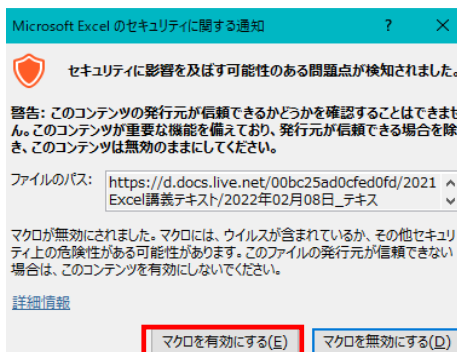 Microsoft Excel のセキュリティに関する通知 ? ×
セキュリティに影響を及ぼす可能性のある問題点が検知されました。
警告: このコンテンツの発行元が信頼できるかどうかを確認することはできませ
ん。このコンテンツが重要な機能を備えており、発行元が信頼できる場合を除
き、このコンテンツは無効のままにしてください。
ファイルのパス: https://d.docs.live.net/00bc25ad0cfed0fd/2021
Excel講義テキスト/2022年02月08日_テキス
マクロが無効にされました。マクロには、ウイルスが含まれているか、その他セキュリ
ティ上の危険性がある可能性があります。このファイルの発行元が信頼できない
場合は、このコンテンツを有効にしないでください。
詳細情報
マクロを有効にする(E) マクロを無効にする(D)